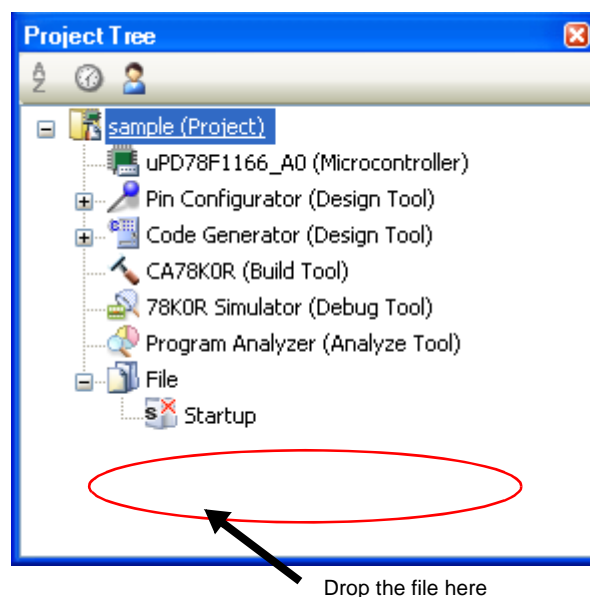 Project Tree
sample (Project)
uPD78F1166_A0 (Microcontroller)
Pin Configurator (Design Tool)
Code Generator (Design Tool)
CA78K0R (Build Tool)
78K0R Simulator (Debug Tool)
Program Analyzer (Analyze Tool)
File
Startup
Drop the file here